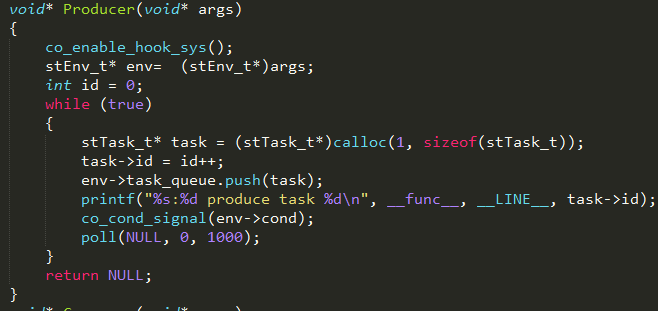 void* Producer(void* args)
{
    co_enable_hook_sys();
    stEnv_t* env=  (stEnv_t*)args;
    int id = 0;
    while (true)
    {
        stTask_t* task = (stTask_t*)calloc(1, sizeof(stTask_t));
        task->id = id++;
        env->task_queue.push(task);
        printf("%s:%d produce task %d\n", __func__, __LINE__, task->id);
        co_cond_signal(env->cond);
        poll(NULL, 0, 1000);
    }
    return NULL;
}